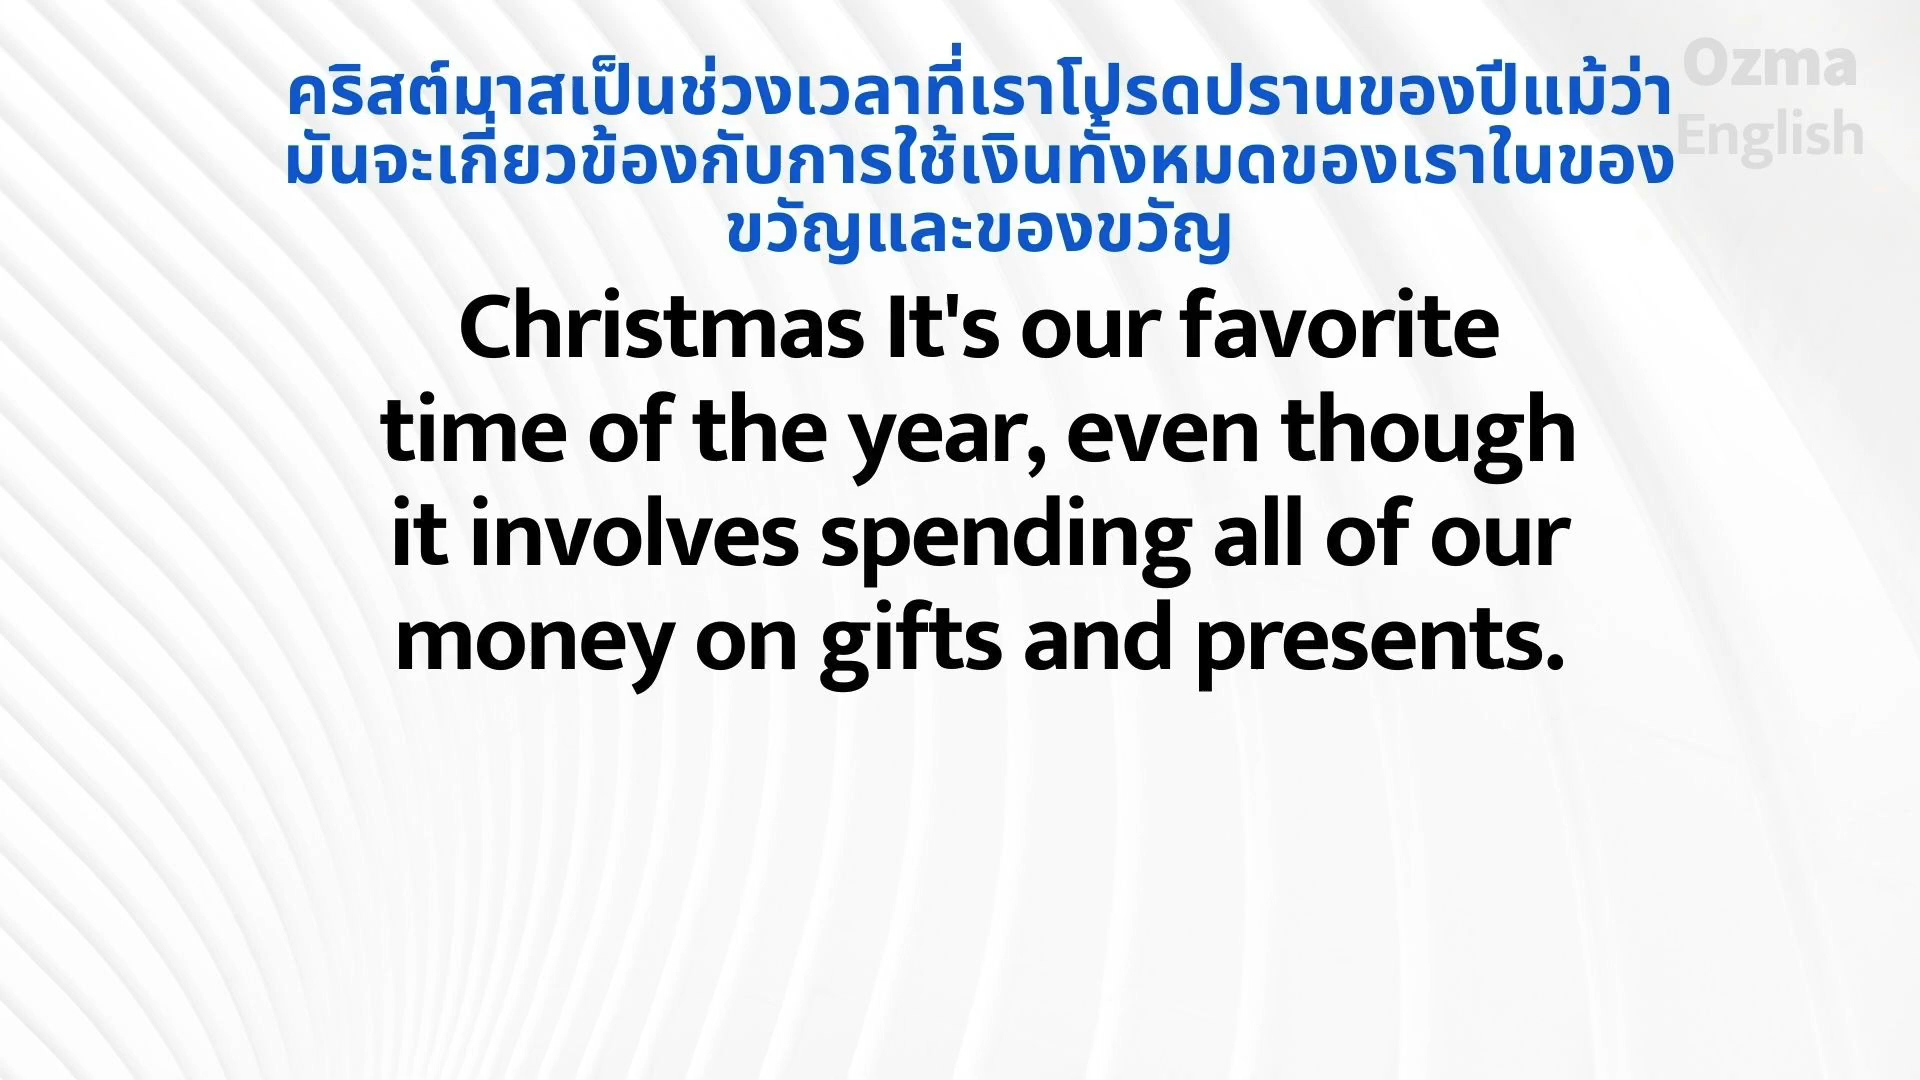 คริสต์มาสเป็นช่วงเวลาที่เราโปรดปรานของปีแม้ว่า
มันจะเกี่ยวข้องกับการใช้เงินทั้งหมดของเราในของ
ขวัญและของขวัญ
Christmas It's our favorite
time of the year, even though
it involves spending all of our
money on gifts and presents.
Ozma
English